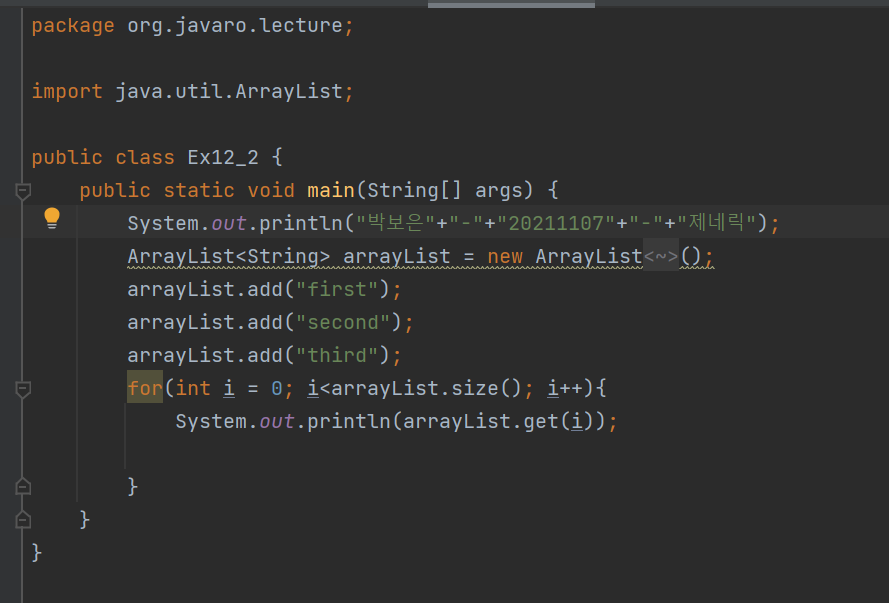 package org.javaro.lecture;
import java.util.ArrayList;
public class Ex12_2 {
public static void main(String[] args) {
System.out.println("박보은"+"-"+"20211107"+"-"+"제네릭");
ArrayList<String> arrayList = new ArrayList<~>();
arrayList.add("first");
arrayList.add("second");
arrayList.add("third");
for(int i = 0; i<arrayList.size(); i++){
System.out.println(arrayList.get(i));
}
}
}